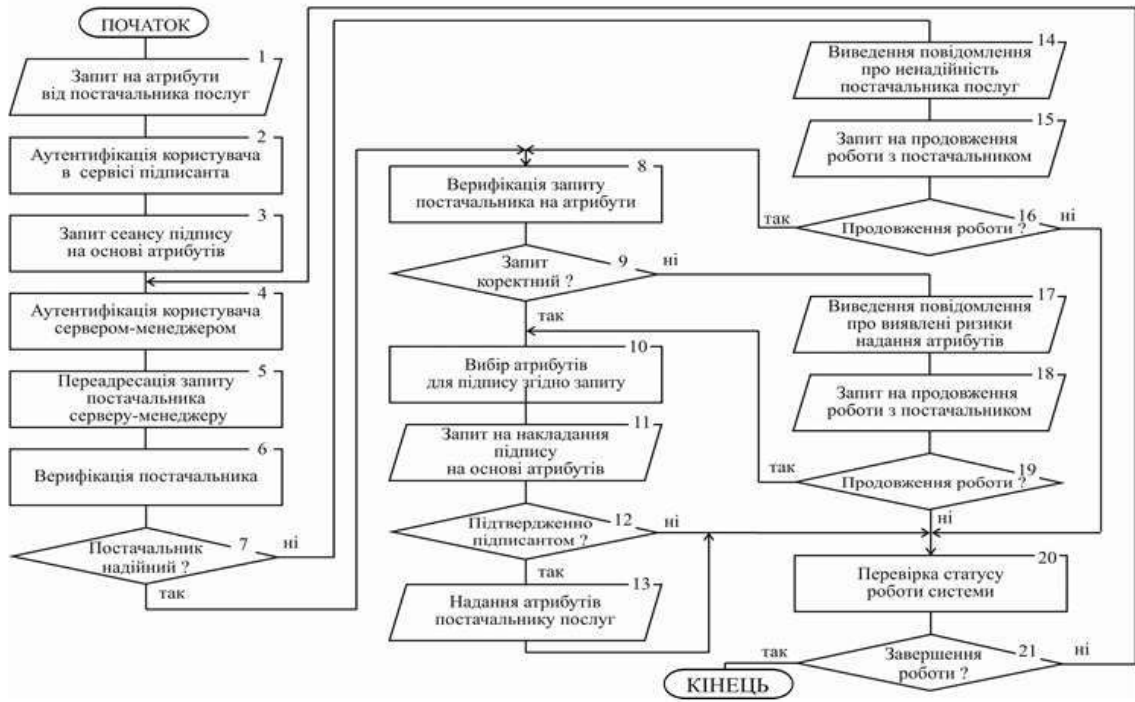 ПОЧАТОК
1
Запит на атрибути
від постачальника послуг
2
Аутентифікація користувача
в сервісі підписанта
3
Запит сеансу підпису
на основі атрибутів
4
Аутентифікація користувача
сервером-менеджером
5
Переадресація запиту
постачальника
серверу-менеджеру
6
Верифікація постачальника
7
Постачальник
надійний ?
ні
так
8
Верифікація запиту
постачальника на атрибути
9
Запит
коректний ?
ні
так
10
Вибір атрибутів
для підпису згідно запиту
11
Запит на накладання
підпису
на основі атрибутів
12
Підтвердженно
підписантом ?
ні
так
13
Надання атрибутів
постачальнику послуг
14
Виведення повідомлення
про ненадійність
постачальника послуг
15
Запит на продовження
роботи з постачальником
16
так
ні
Продовження роботи ?
17
Виведення повідомлення
про виявлені ризики
надання атрибутів
18
Запит на продовження
роботи з постачальником
19
так
Продовження роботи ?
ні
20
Перевірка статусу
роботи системи
21
так
ні
Завершення
роботи ?
КІНЕЦЬ